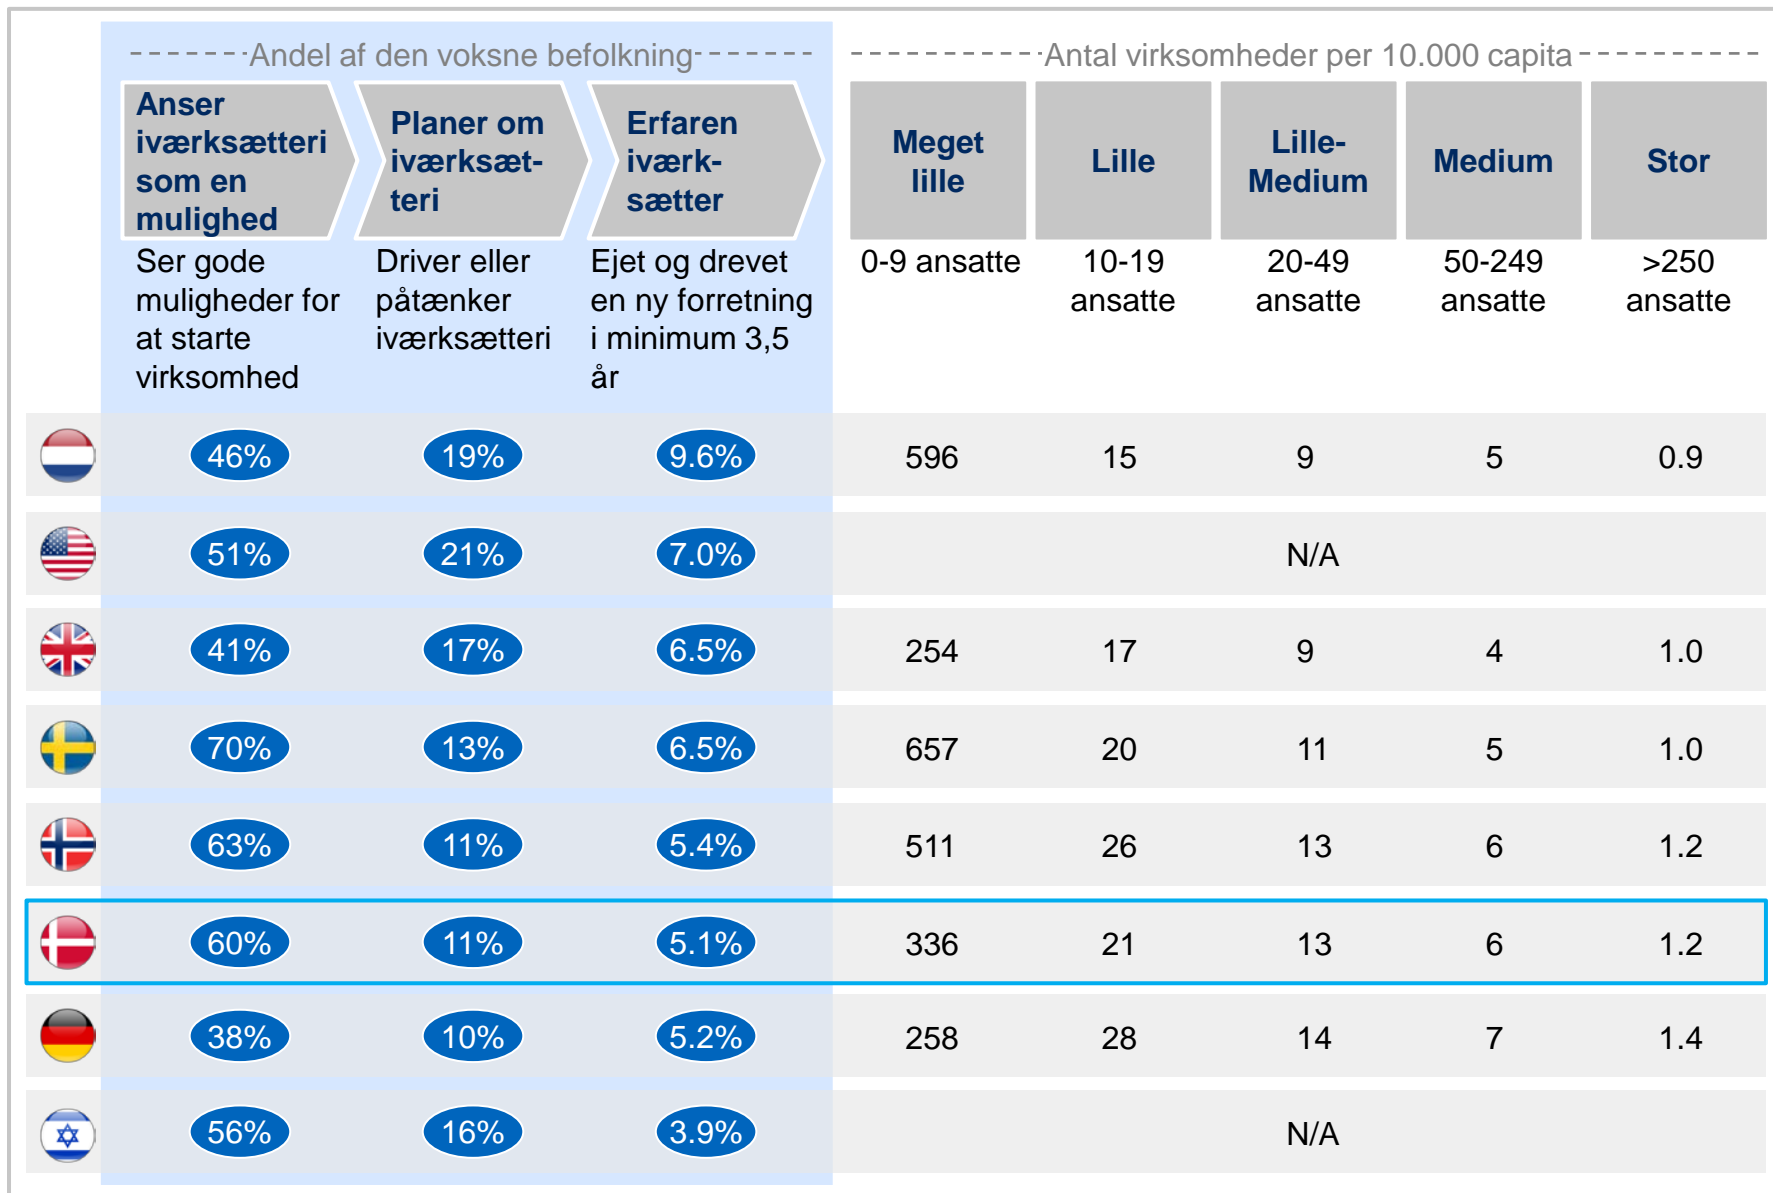 Andel af den voksne befolkning
Antal virksomheder per 10.000 capita
Anser
iværksætteri
som en
mulighed
Planer om
iværksæt-
teri
Erfaren
iværk-
sætter
Meget
lille
Lille
Lille-
Medium
Medium
Stor
Ser gode
muligheder for
at starte
virksomhed
Driver eller
påtænker
iværksætteri
Ejet og drevet
en ny forretning
i minimum 3,5
år
0-9 ansatte
10-19
ansatte
20-49
ansatte
50-249
ansatte
>250
ansatte
46% 19% 9.6% 596 15 9 5 0.9
51% 21% 7.0% N/A
41% 17% 6.5% 254 17 9 4 1.0
70% 13% 6.5% 657 20 11 5 1.0
63% 11% 5.4% 511 26 13 6 1.2
60% 11% 5.1% 336 21 13 6 1.2
38% 10% 5.2% 258 28 14 7 1.4
56% 16% 3.9% N/A